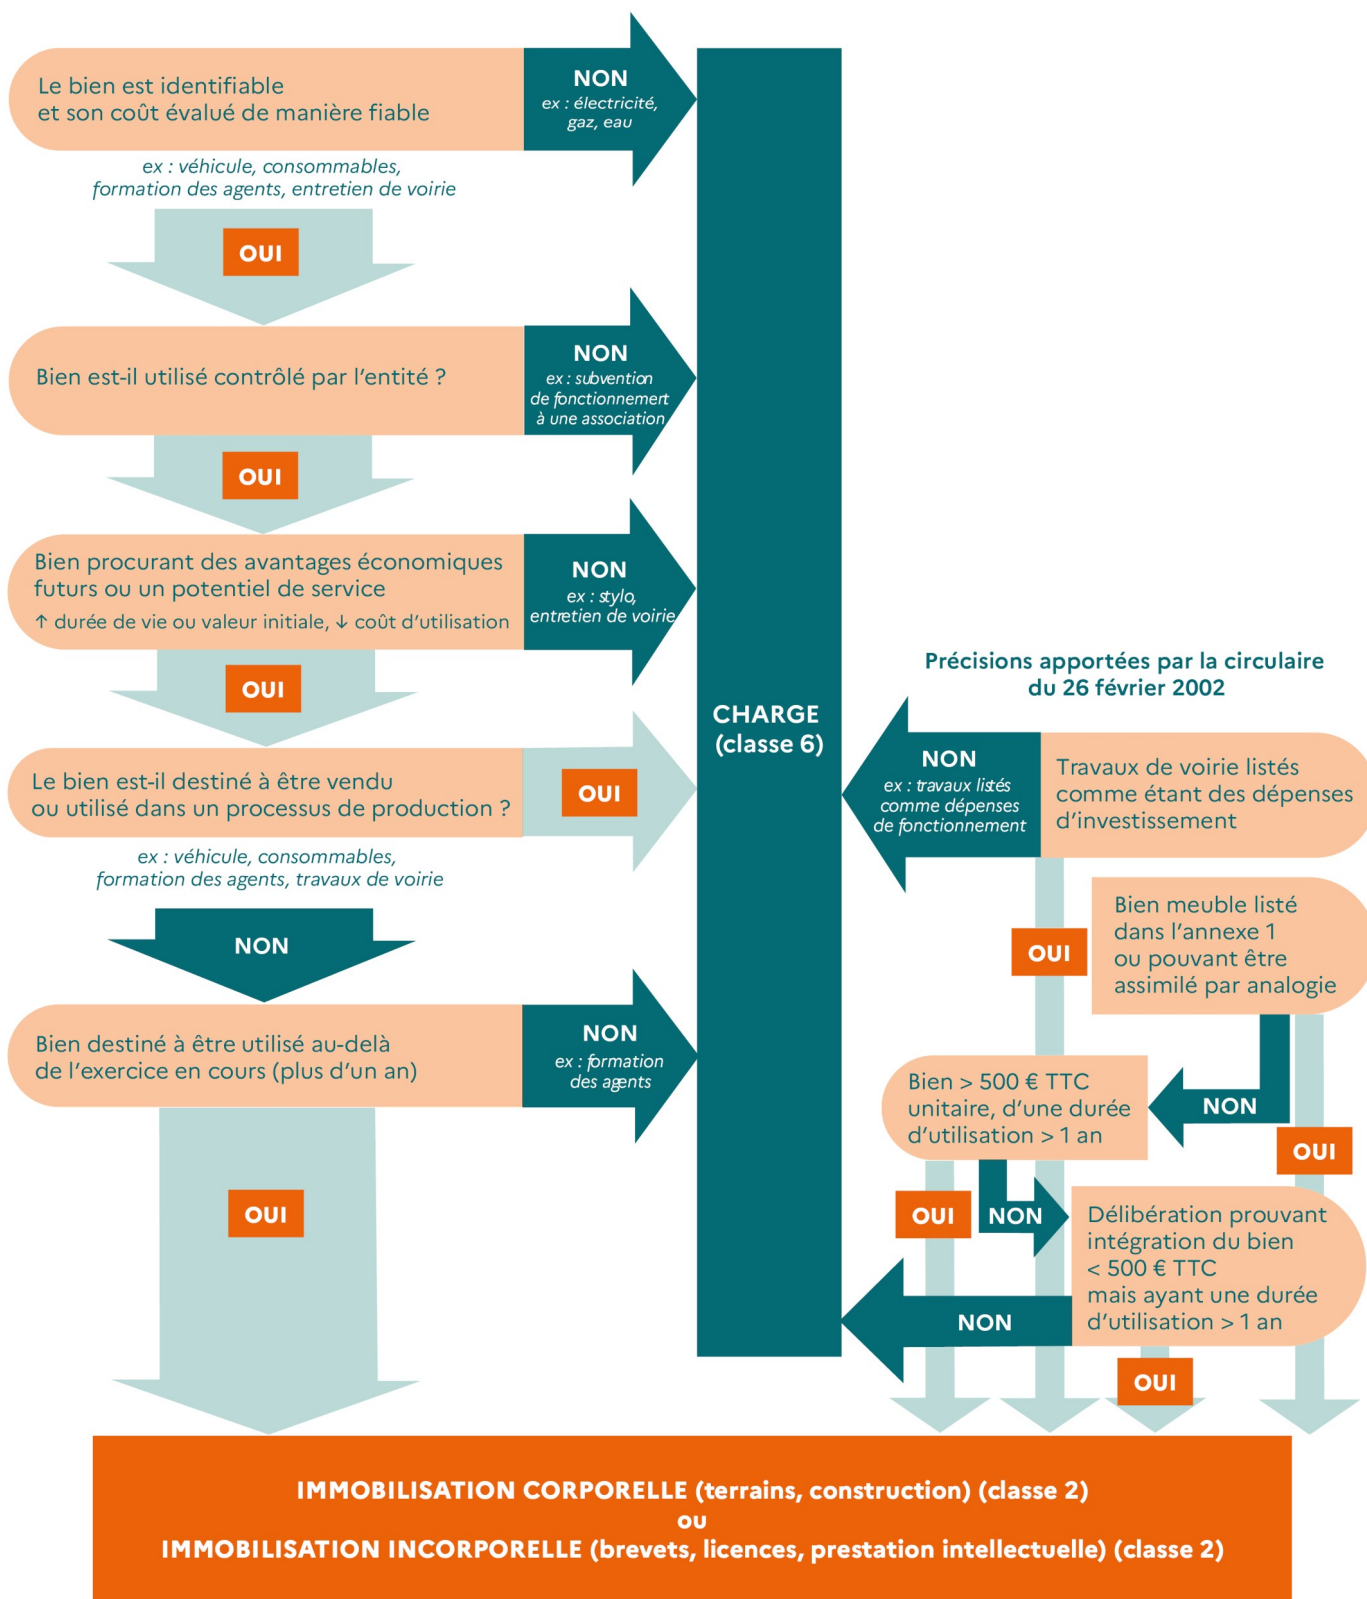 Le bien est identifiable
et son coût évalué de manière fiable
NON
ex : électricité,
gaz, eau
ex : véhicule, consommables,
formation des agents, entretien de voirie
OUI
Bien est-il utilisé contrôlé par l’entité ?
NON
ex : subvention
de fonctionnemert
à une association
OUI
Bien procurant des avantages économiques
futurs ou un potentiel de service
↑ durée de vie ou valeur initiale, ↓ coût d’utilisation
NON
ex : stylo,
entretien de voirie
OUI
Le bien est-il destiné à être vendu
ou utilisé dans un processus de production ?
OUI
ex : véhicule, consommables,
formation des agents, travaux de voirie
NON
Bien destiné à être utilisé au-delà
de l’exercice en cours (plus d’un an)
NON
ex : formation
des agents
OUI
CHARGE
(classe 6)
Précisions apportées par la circulaire
du 26 février 2002
NON
ex : travaux listés
comme dépenses
de fonctionnement
Travaux de voirie listés
comme étant des dépenses
d’investissement
OUI
Bien meuble listé
dans l’annexe 1
ou pouvant être
assimilé par analogie
NON
OUI
Bien > 500 € TTC
unitaire, d’une durée
d’utilisation > 1 an
OUI
NON
Délibération prouvant
intégration du bien
< 500 € TTC
mais ayant une durée
d’utilisation > 1 an
NON
OUI
IMMOBILISATION CORPORELLE (terrains, construction) (classe 2)
ou
IMMOBILISATION INCORPORELLE (brevets, licences, prestation intellectuelle) (classe 2)